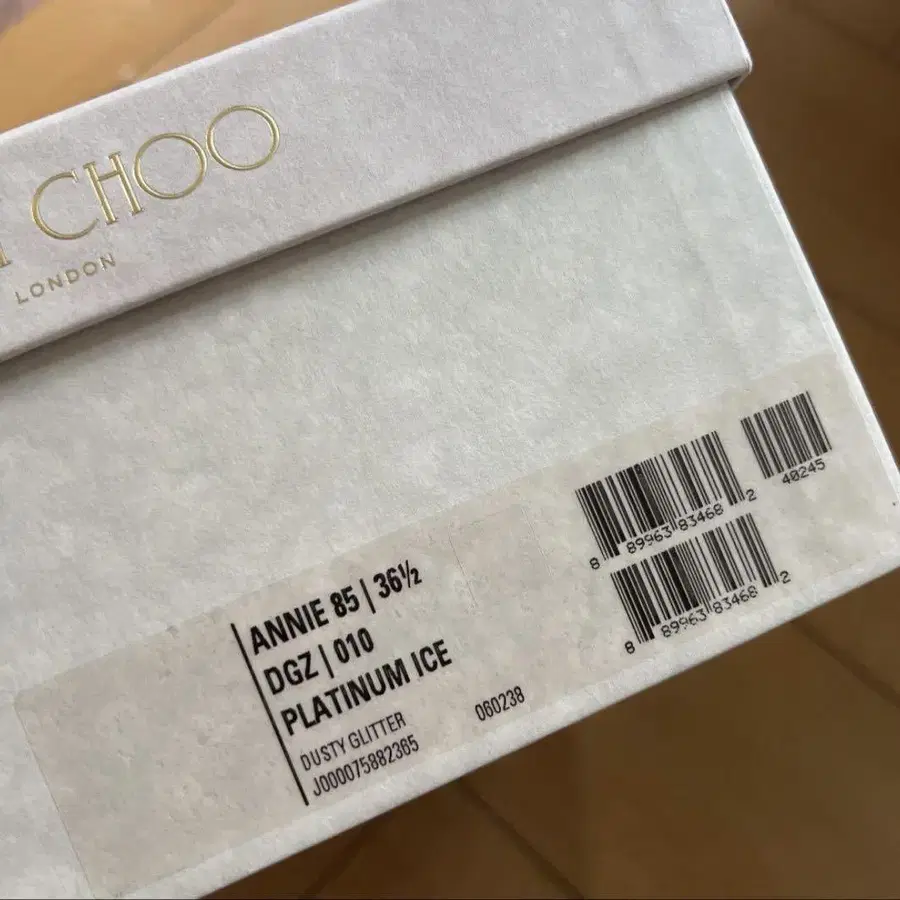 CHOO
LONDON
ANNIE 85 | 36½
DGZ | 010
PLATINUM ICE
DUSTY GLITTER
J000075882365
060238
8 89963 83468 2
40245
8 89963 83468 2